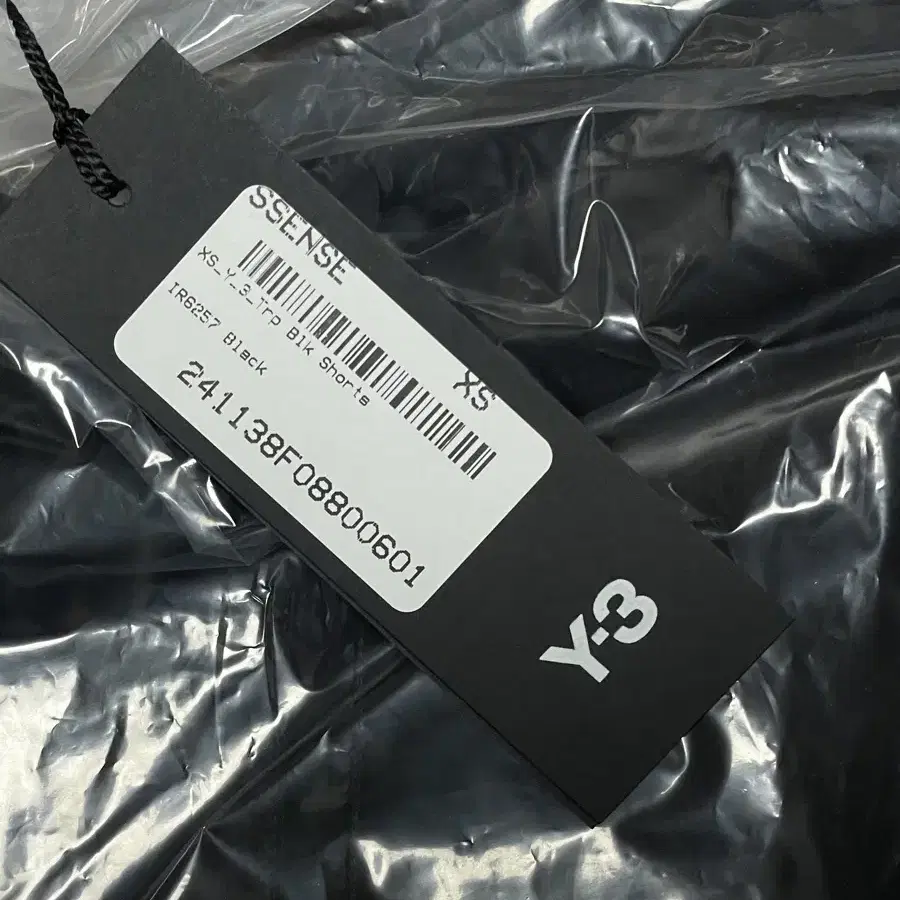 SSENSE
XS
XS_Y_3_Trp Blk Shorts
IR6257 Black
241138F08800601
Y-3